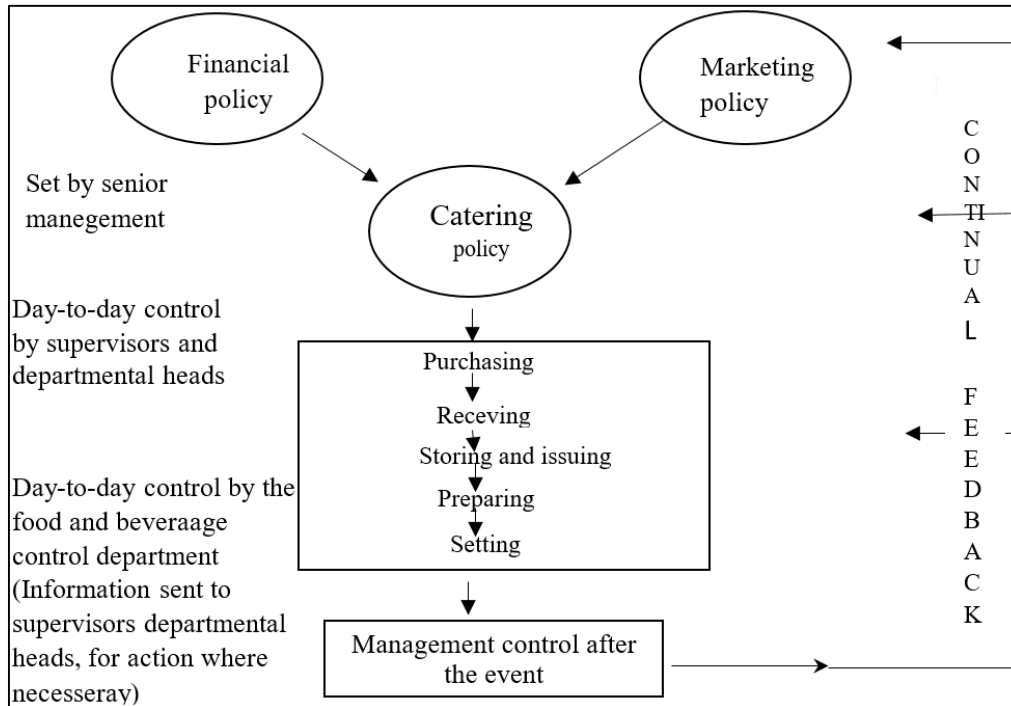 Financial
policy
Marketing
policy
Set by senior
manegement
Catering
policy
Day-to-day control
by supervisors and
departmental heads
Purchasing
Receving
Storing and issuing
Preparing
Setting
Day-to-day control by the
food and beveraage
control department
(Information sent to
supervisors departmental
heads, for action where
necesseray)
Management control after
the event
C
O
N
TI
N
U
A
L
F
E
E
D
B
A
C
K